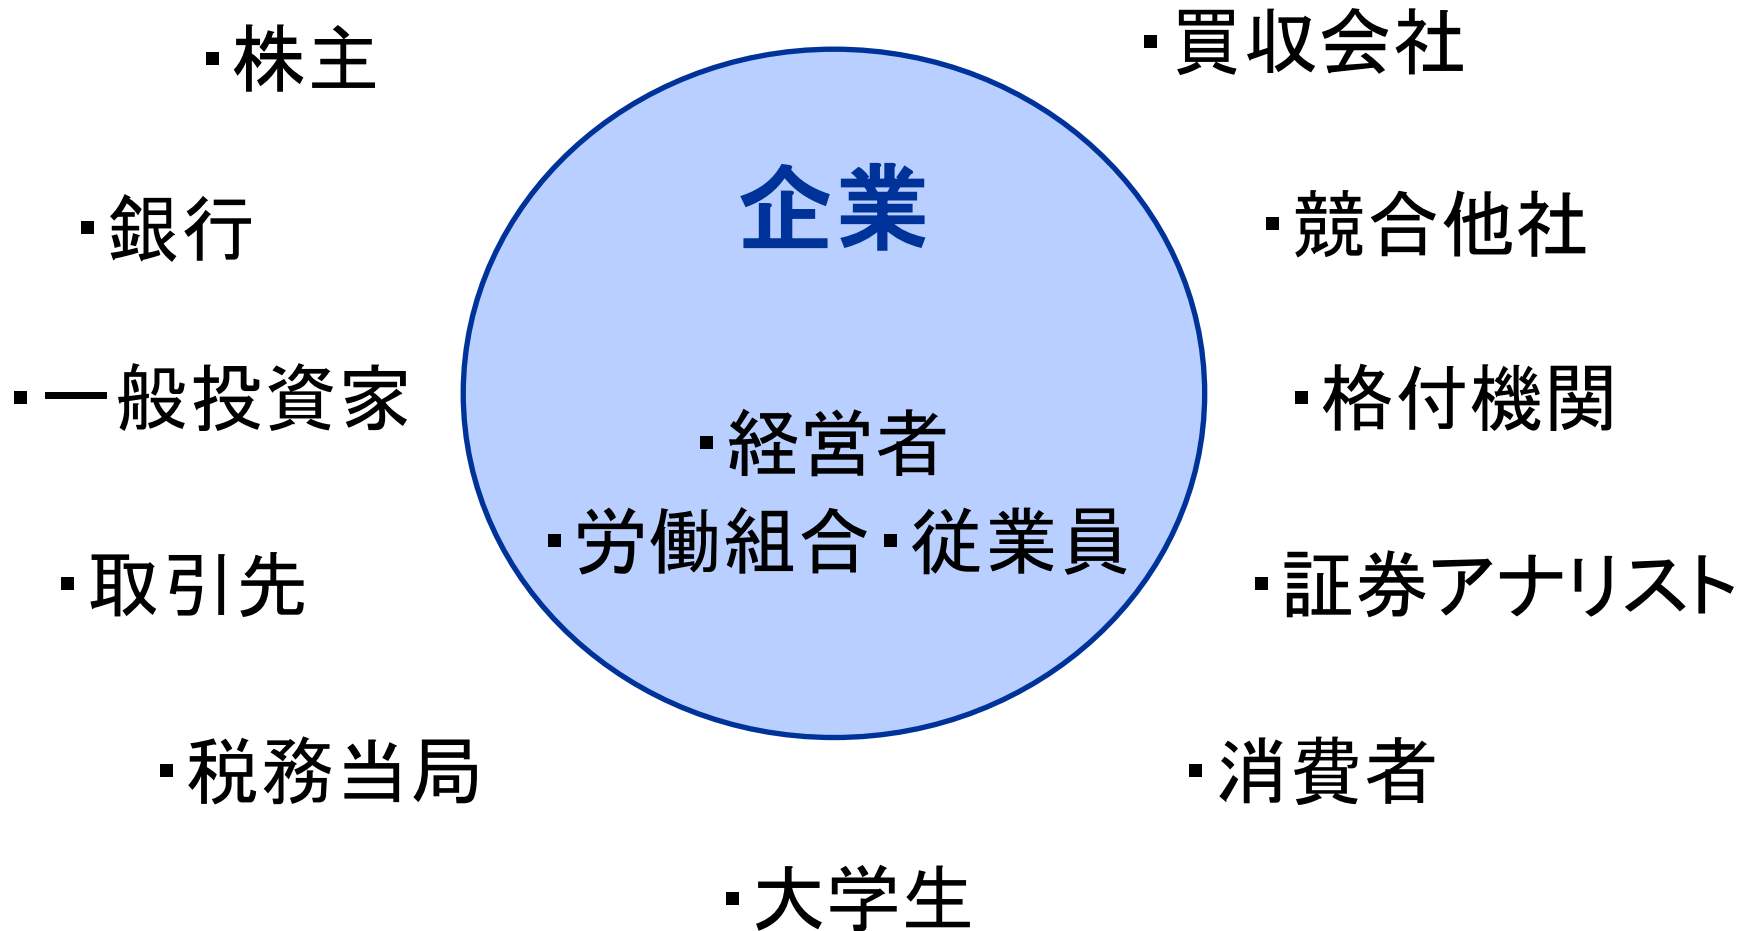 ・株主
・買収会社
企業
・銀行
・競合他社
・一般投資家
・格付機関
・経営者
・労働組合・従業員
・取引先
・証券アナリスト
・税務当局
・消費者
・大学生